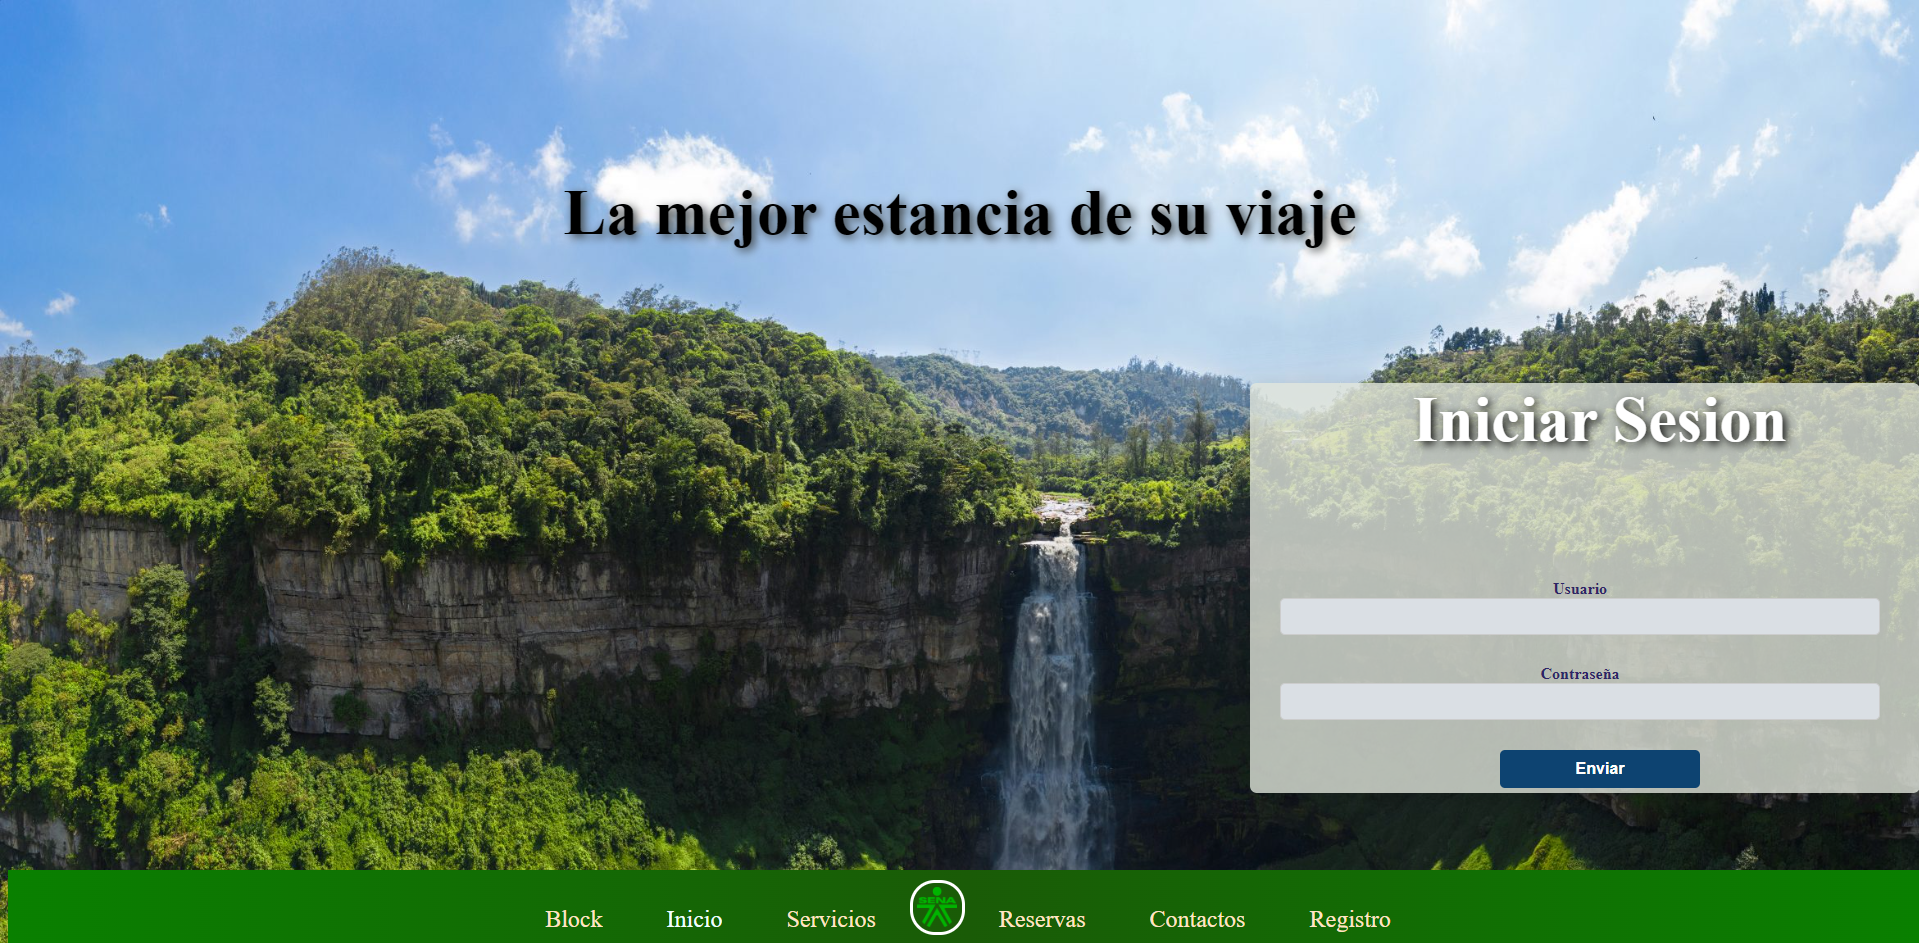 La mejor estancia de su viaje
Iniciar Sesion
Usuario
Contraseña
Enviar
Block Inicio Servicios SENA Reservas Contactos Registro